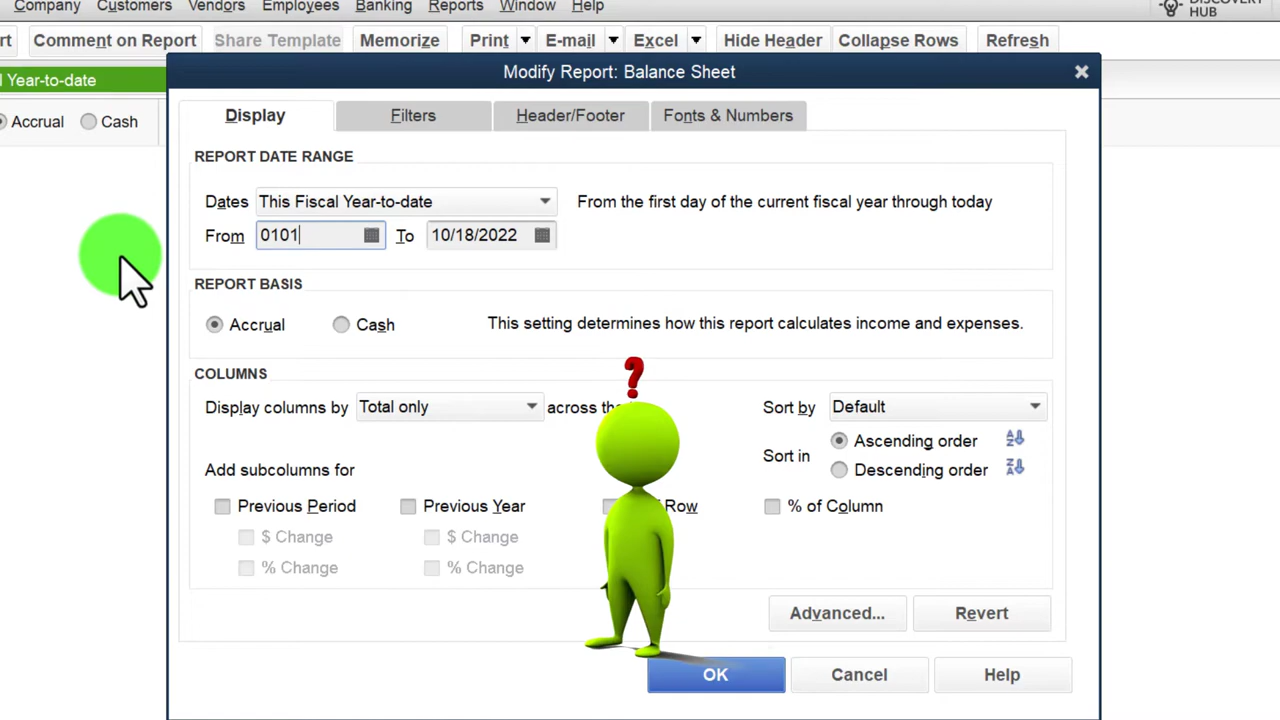 Company Customers Vendors Employees Banking Reports Window Help
DISCOVERY
HUB
Comment on Report Share Template Memorize Print E-mail Excel Hide Header Collapse Rows Refresh
Year-to-date
Modify Report: Balance Sheet
Accrual Cash
Display Filters Header/Footer Fonts & Numbers
REPORT DATE RANGE
Dates This Fiscal Year-to-date From the first day of the current fiscal year through today
From 0101 To 10/18/2022
REPORT BASIS
Accrual Cash This setting determines how this report calculates income and expenses.
COLUMNS
?
Display columns by Total only across the Sort by Default
Sort in Ascending order
Descending order
Add subcolumns for
Previous Period Previous Year Row % of Column
$ Change $ Change
% Change % Change
Advanced... Revert
OK Cancel Help